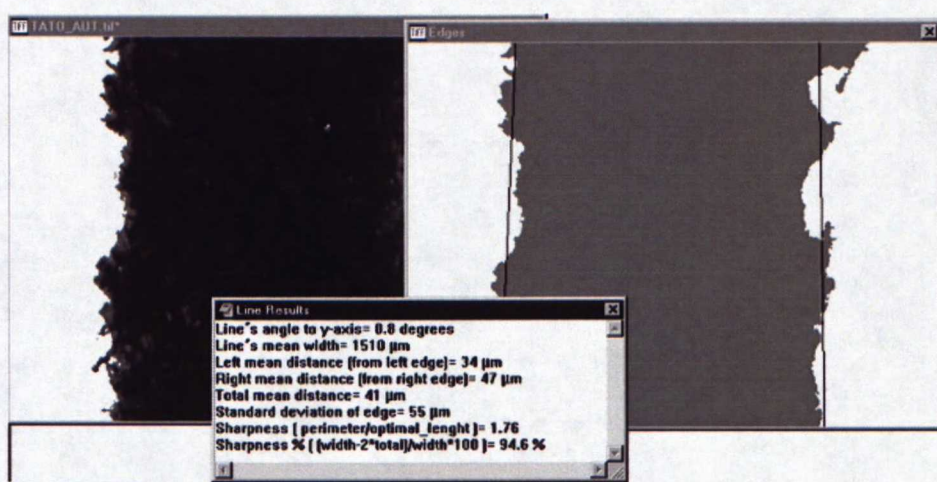 TATO_AUT.tif*
Edges
Line Results
Line's angle to y-axis= 0.8 degrees
Line's mean width= 1510 µm
Left mean distance (from left edge)= 34 µm
Right mean distance (from right edge)= 47 µm
Total mean distance= 41 µm
Standard deviation of edge= 55 µm
Sharpness ( perimeter/optimal_lenght )= 1.76
Sharpness % ( (width-2*total)/width*100 )= 94.6 %